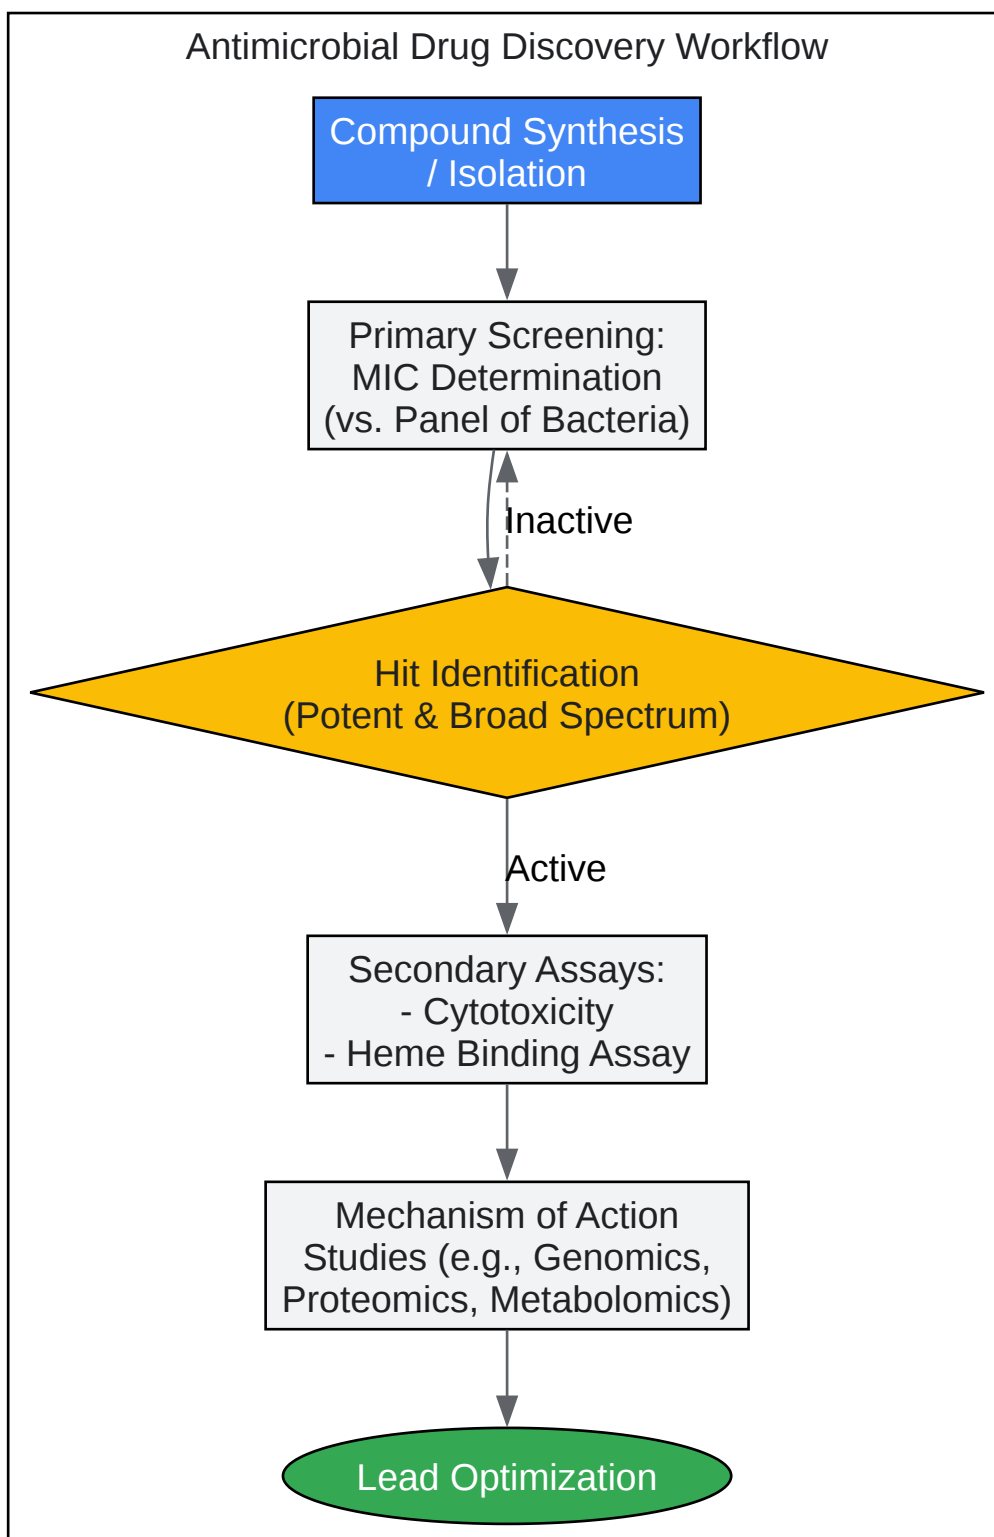 Antimicrobial Drug Discovery Workflow
Compound Synthesis
/ Isolation
Primary Screening:
MIC Determination
(vs. Panel of Bacteria)
Inactive
Hit Identification
(Potent & Broad Spectrum)
Active
Secondary Assays:
- Cytotoxicity
- Heme Binding Assay
Mechanism of Action
Studies (e.g., Genomics,
Proteomics, Metabolomics)
Lead Optimization